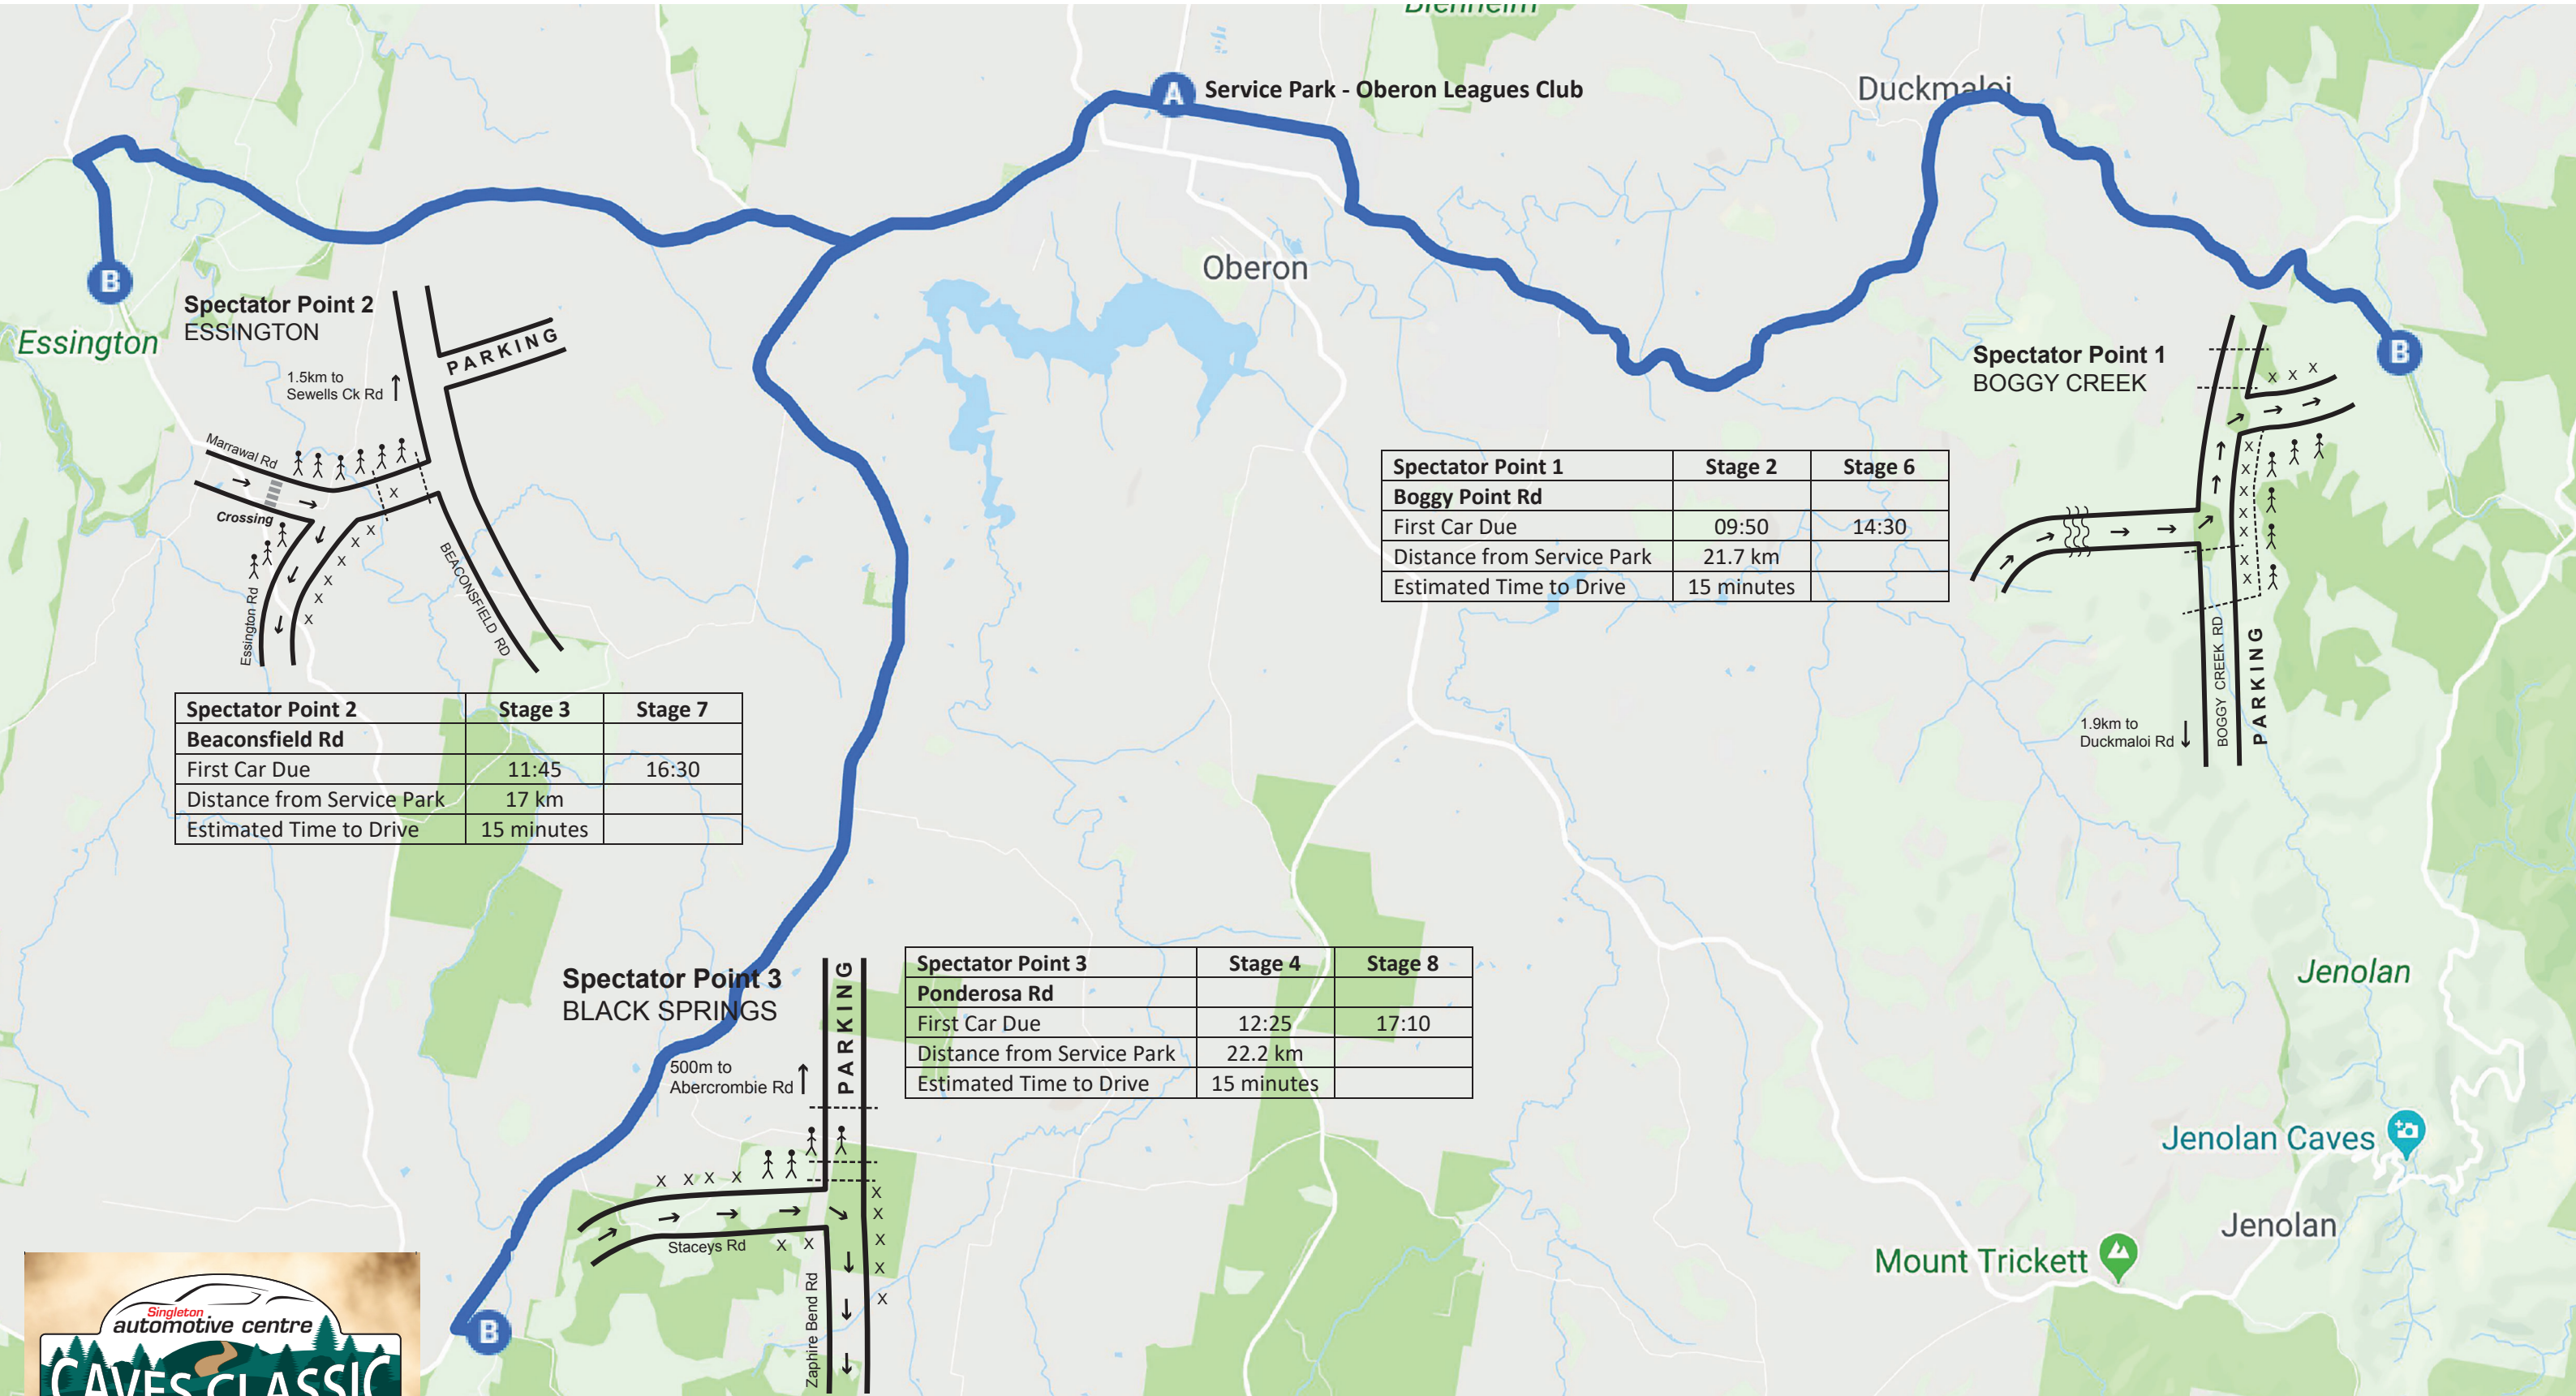 Blenheim
A
Service Park - Oberon Leagues Club
Duckmaloi
Oberon
B
Essington
Spectator Point 2
ESSINGTON
PARKING
1.5km to
Sewells Ck Rd
Marrawal Rd
Crossing
X
X
X
X
X
X
X
Essington Rd
BEACONSFIELD RD
Spectator Point 2 Stage 3 Stage 7
Beaconsfield Rd
First Car Due 11:45 16:30
Distance from Service Park 17 km
Estimated Time to Drive 15 minutes
B
Spectator Point 1
BOGGY CREEK
X X X
X
X
X
X
X
X
X
1.9km to
Duckmaloi Rd
BOGGY CREEK RD
PARKING
Spectator Point 1 Stage 2 Stage 6
Boggy Point Rd
First Car Due 09:50 14:30
Distance from Service Park 21.7 km
Estimated Time to Drive 15 minutes
Spectator Point 3
BLACK SPRINGS
PARKING
500m to
Abercrombie Rd
X X X X
Staceys Rd X X
X
X
X
X
X
Zaphire Bend Rd
B
Spectator Point 3 Stage 4 Stage 8
Ponderosa Rd
First Car Due 12:25 17:10
Distance from Service Park 22.2 km
Estimated Time to Drive 15 minutes
Jenolan
Jenolan Caves
Jenolan
Mount Trickett
Singleton
automotive centre
CAVES CLASSIC